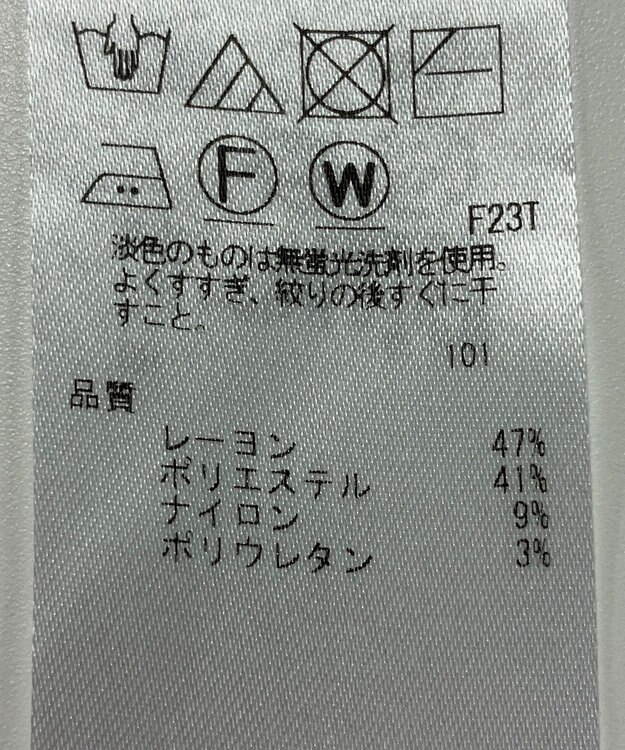 F W
F23T
淡色のものは無蛍光洗剤を使用。
よくすすぎ、絞りの後すぐに干
すこと。
101
品質
レーヨン 47%
ポリエステル 41%
ナイロン 9%
ポリウレタン 3%